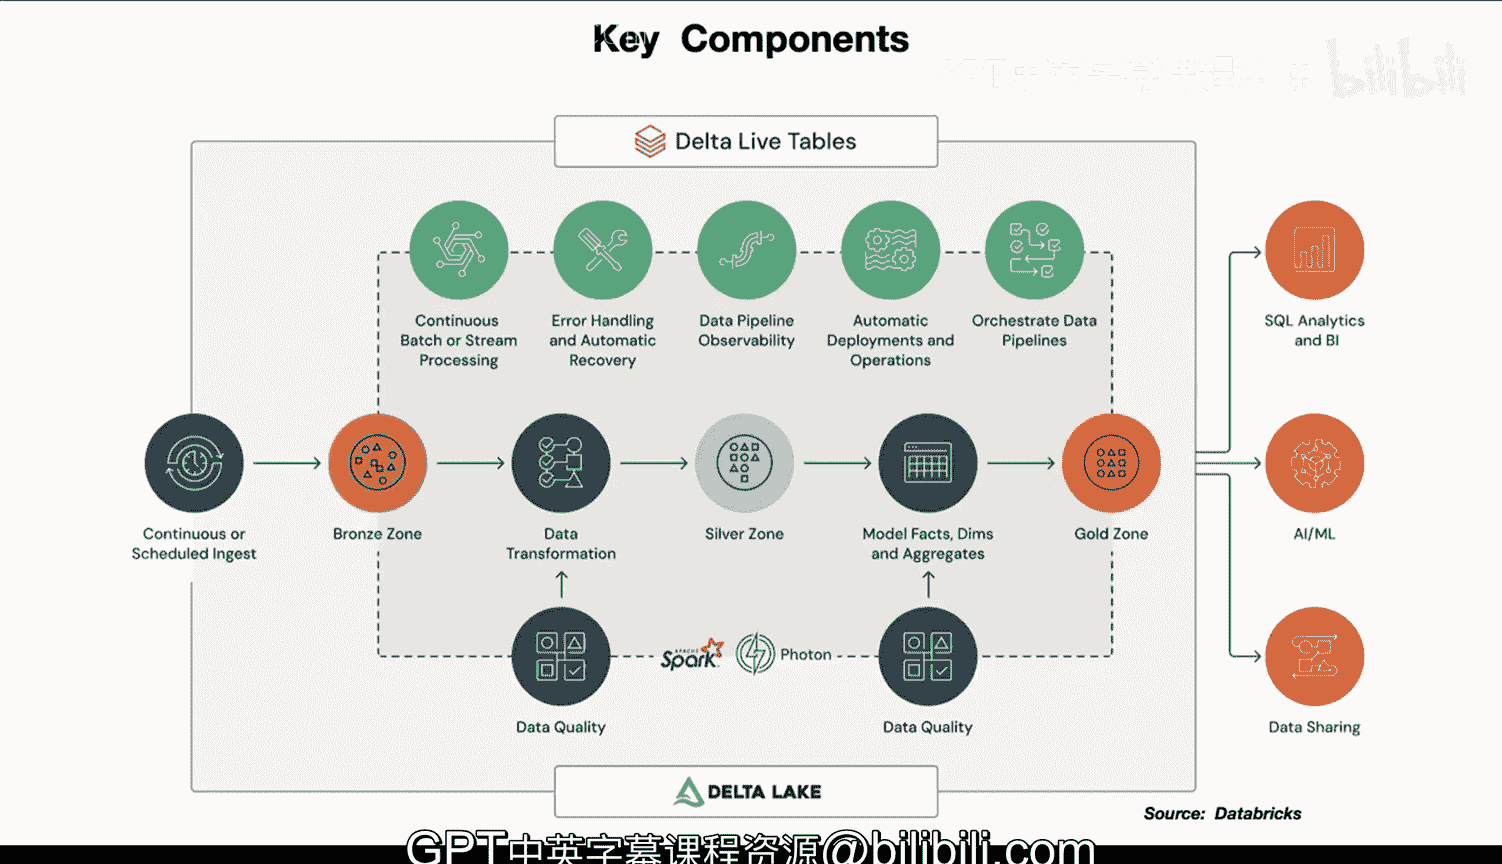 Key Components
bilibili
Delta Live Tables
Continuous
Batch or Stream
Processing
Error Handling
and Automatic
Recovery
Data Pipeline
Observability
Automatic
Deployments and
Operations
Orchestrate Data
Pipelines
SQL Analytics
and BI
Continuous or
Scheduled Ingest
Bronze Zone
Data
Transformation
Silver Zone
Model Facts, Dims
and Aggregates
Gold Zone
AI/ML
APACHE
Spark
Photon
Data Quality
Data Quality
Data Sharing
DELTA LAKE
Source: Databricks
GPT中英字幕课程资源@bilibili.com